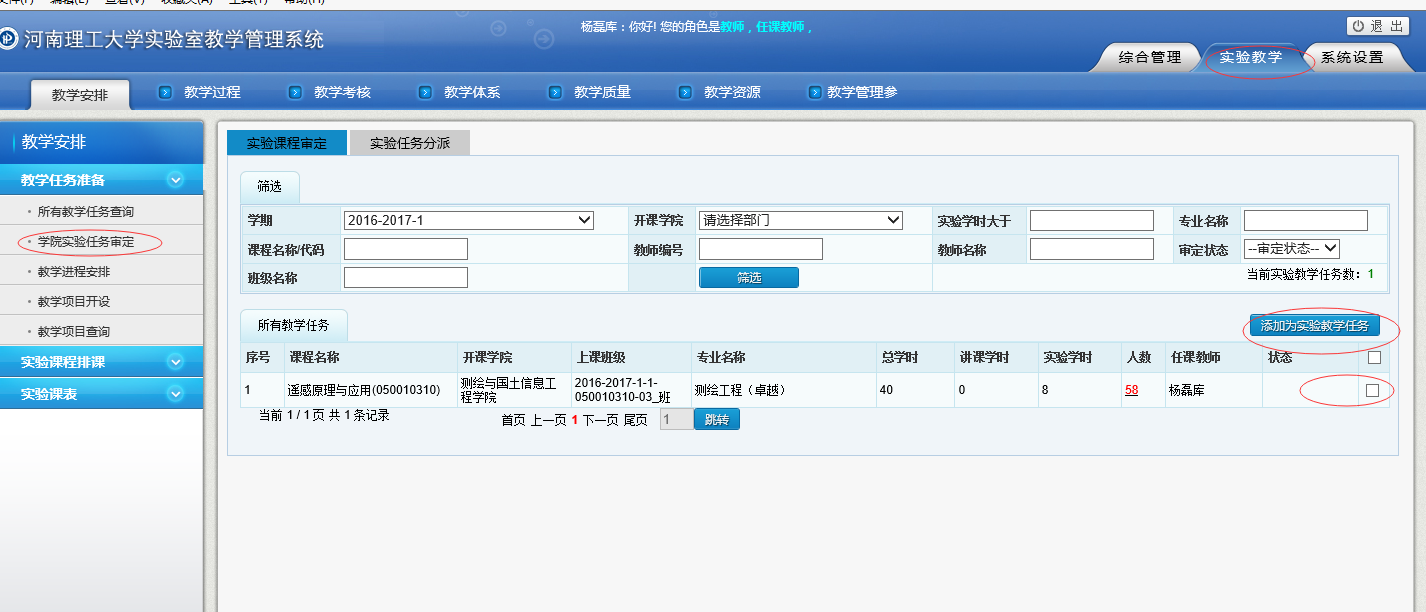 文件(F) 编辑(E) 查看(V) 收藏夹(A) 工具(T) 帮助(H)
河南理工大学实验室教学管理系统
杨磊库：你好! 您的角色是教师，任课教师，
退 出
综合管理 实验教学 系统设置
教学安排 教学过程 教学考核 教学体系 教学质量 教学资源 教学管理参
教学安排
教学任务准备
所有教学任务查询
学院实验任务审定
教学进程安排
教学项目开设
教学项目查询
实验课程排课
实验课表
实验课程审定 实验任务分派
筛选
学期 2016-2017-1 开课学院 请选择部门 实验学时大于 专业名称
课程名称/代码 教师编号 教师名称 审定状态 --审定状态--
班级名称 筛选 当前实验教学任务数：1
所有教学任务 添加为实验教学任务
序号 课程名称 开课学院 上课班级 专业名称 总学时 讲课学时 实验学时 人数 任课教师 状态
1 遥感原理与应用(050010310) 测绘与国土信息工程学院 2016-2017-1-1-050010310-03_班 测绘工程（卓越） 40 0 8 58 杨磊库
当前 1 / 1 页 共 1 条记录 首页 上一页 1 下一页 尾页 1 跳转